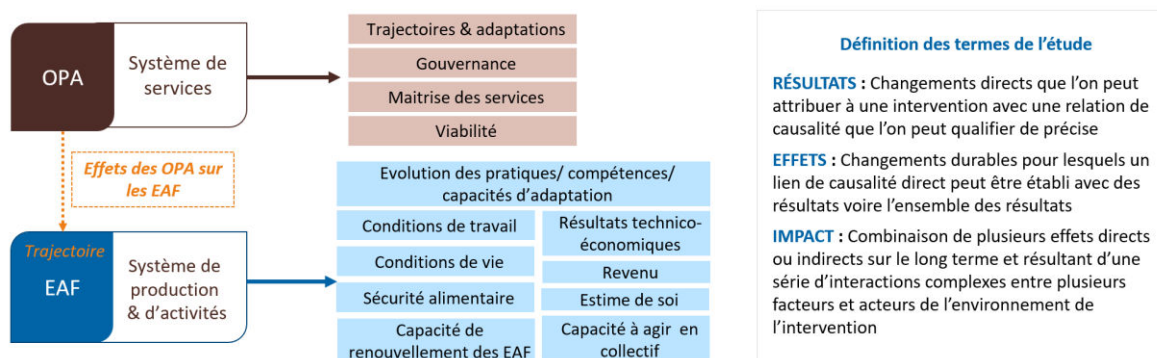 OPA
Système de
services
Trajectoires & adaptations
Gouvernance
Maitrise des services
Viabilité
Effets des OPA sur
les EAF
Trajectoire
EAF
Système de
production
& d'activités
Evolution des pratiques/ compétences/
capacités d'adaptation
Conditions de travail
Conditions de vie
Sécurité alimentaire
Capacité de
renouvellement des EAF
Résultats technico-
économiques
Revenu
Estime de soi
Capacité à agir en
collectif
Définition des termes de l'étude
RÉSULTATS : Changements directs que l'on peut
attribuer à une intervention avec une relation de
causalité que l'on peut qualifier de précise
EFFETS : Changements durables pour lesquels un
lien de causalité direct peut être établi avec des
résultats voire l'ensemble des résultats
IMPACT : Combinaison de plusieurs effets directs
ou indirects sur le long terme et résultant d'une
série d'interactions complexes entre plusieurs
facteurs et acteurs de l'environnement de
l'intervention